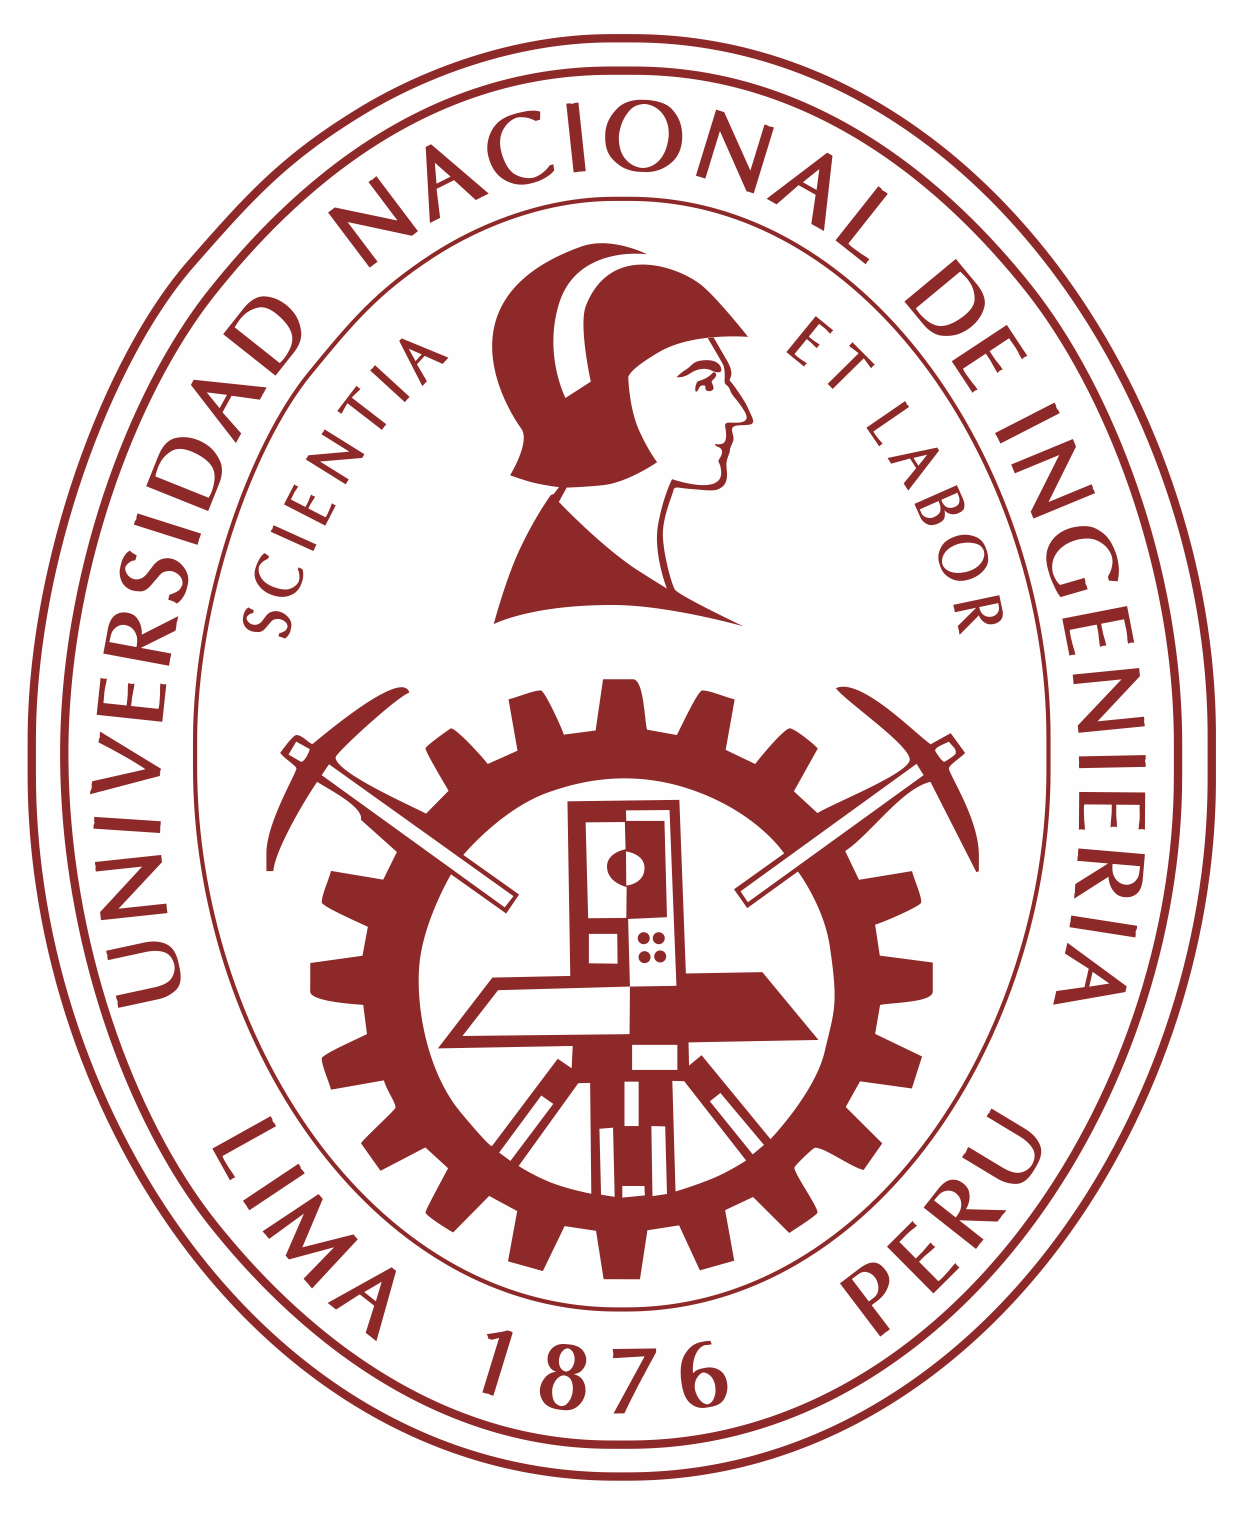 UNIVERSIDAD NACIONAL DE INGENIERIA
SCIENTIA ET LABOR
LIMA 1876 PERU